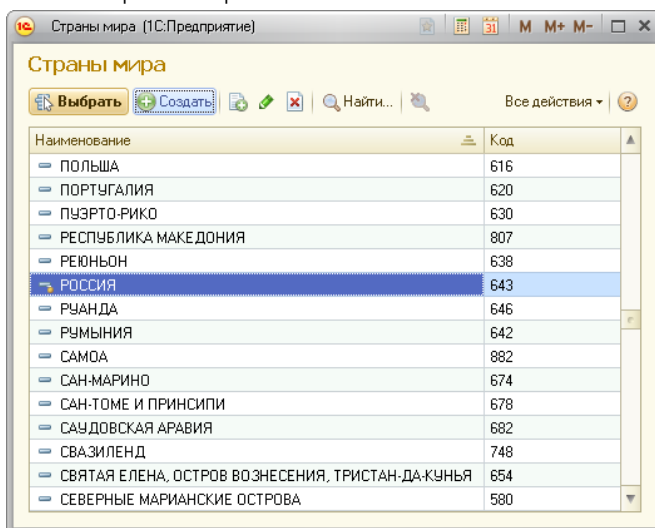 Страны мира (1С:Предприятие)
31 M M+ M-
Страны мира
Выбрать Создать Найти... Все действия ?
Наименование Код
ПОЛЬША 616
ПОРТУГАЛИЯ 620
ПУЭРТО-РИКО 630
РЕСПУБЛИКА МАКЕДОНИЯ 807
РЕЮНЬОН 638
РОССИЯ 643
РУАНДА 646
РУМЫНИЯ 642
САМОА 882
САН-МАРИНО 674
САН-ТОМЕ И ПРИНСИПИ 678
САУДОВСКАЯ АРАВИЯ 682
СВАЗИЛЕНД 748
СВЯТАЯ ЕЛЕНА, ОСТРОВ ВОЗНЕСЕНИЯ, ТРИСТАН-ДА-КУНЬЯ 654
СЕВЕРНЫЕ МАРИАНСКИЕ ОСТРОВА 580